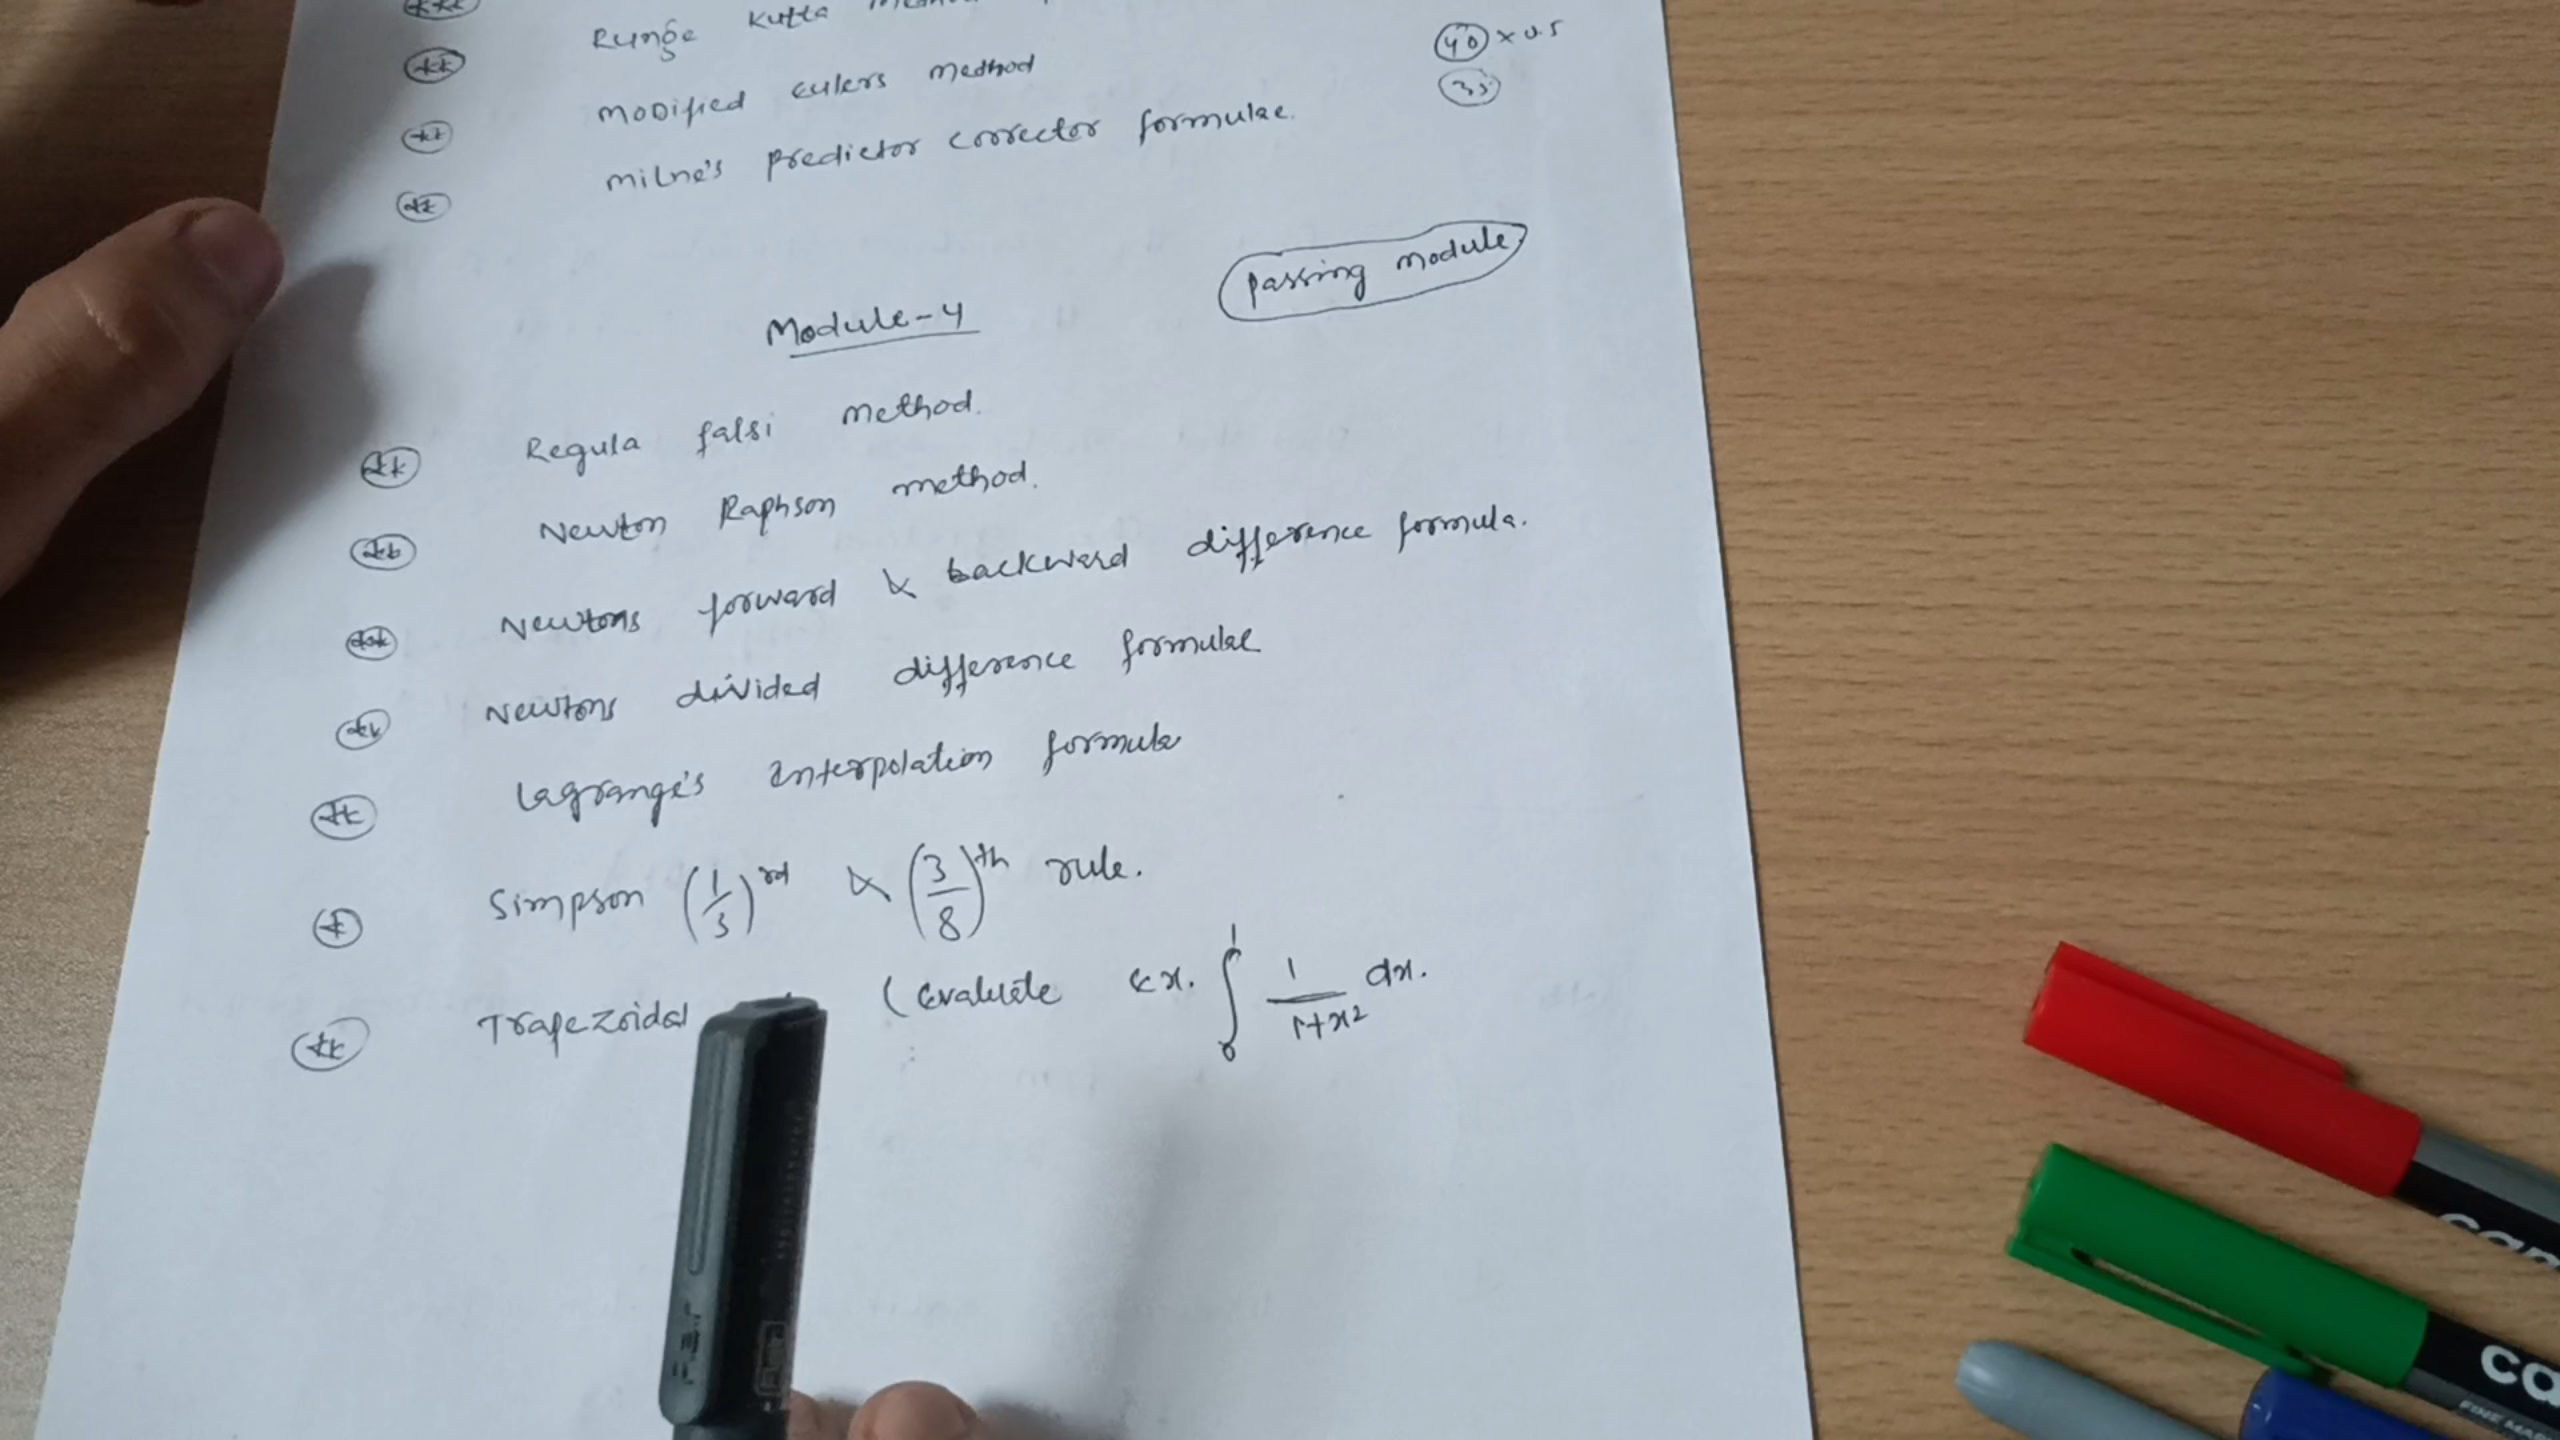 Runge Kutta
40 × 0.5
Modified eulers method
35
Milne's predictor corrector formulae.
Passing module
Module-4
Regula falsi method.
Newton Raphson method.
Newtons forward & backward difference formula.
Newtons divided difference formulae
Lagrange's Interpolation formula
Simpson (1/3)rd & (3/8)th rule.
Trapezoidal (evaluate ex. ∫₀¹ 1/(1+x²) dx.